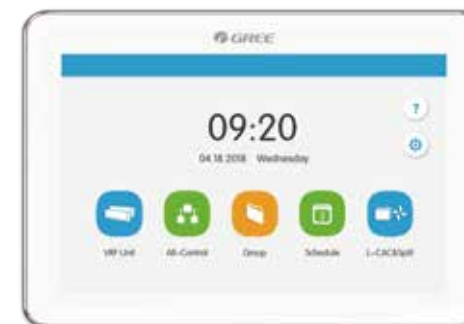 GREE
?
09:20
04.18.2018 Wednesday
VRF Unit All-Control Group Schedule L-CAC&Split